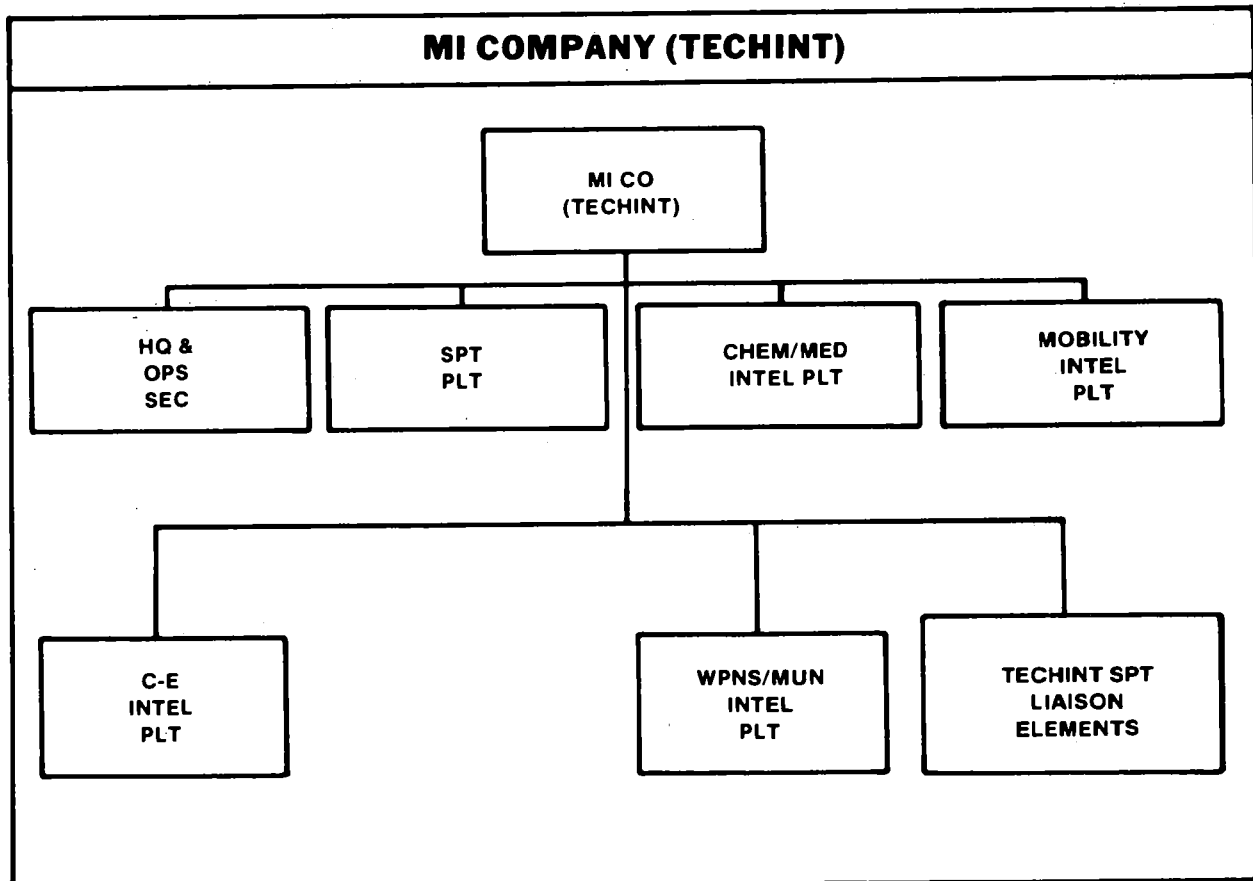 MI COMPANY (TECHINT)
MI CO
(TECHINT)
HQ &
OPS
SEC
SPT
PLT
CHEM/MED
INTEL PLT
MOBILITY
INTEL
PLT
C-E
INTEL
PLT
WPNS/MUN
INTEL
PLT
TECHINT SPT
LIAISON
ELEMENTS